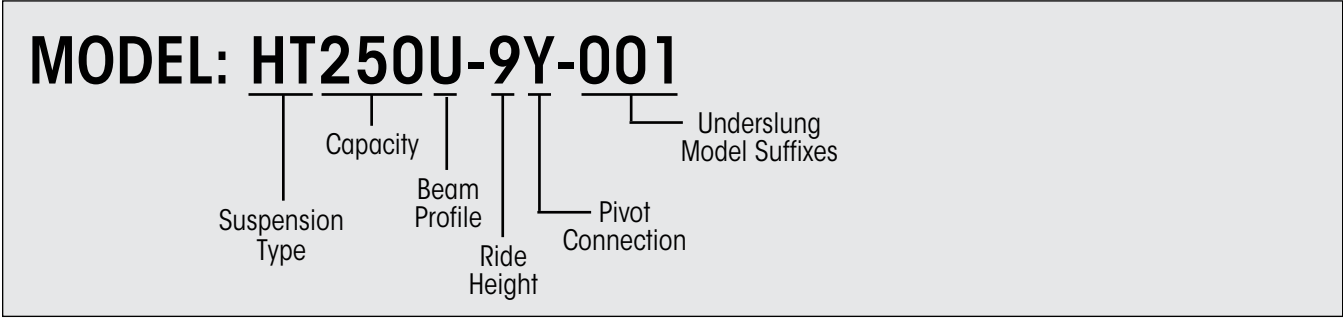 MODEL: HT250U-9Y-001
Underslung
Model Suffixes
Capacity
Beam
Profile
Pivot
Connection
Suspension
Type
Ride
Height